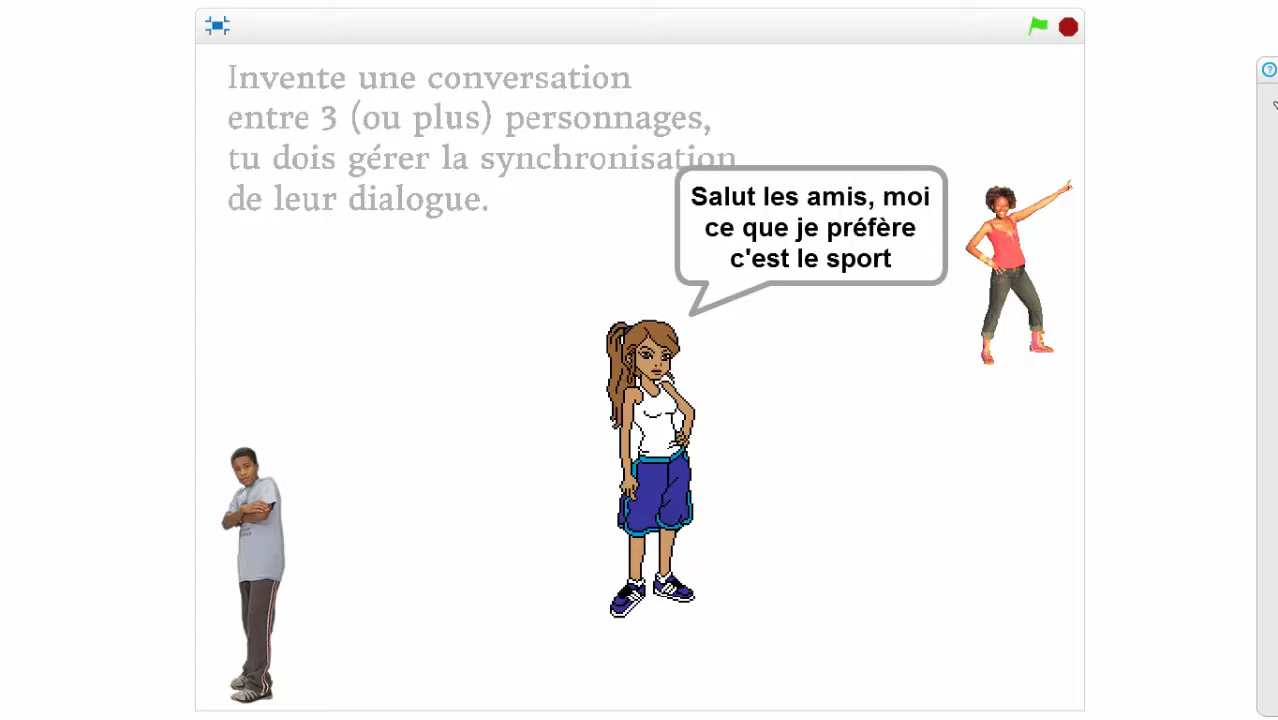 Invente une conversation
entre 3 (ou plus) personnages,
tu dois gérer la synchronisation
de leur dialogue.
Salut les amis, moi
ce que je préfère
c'est le sport